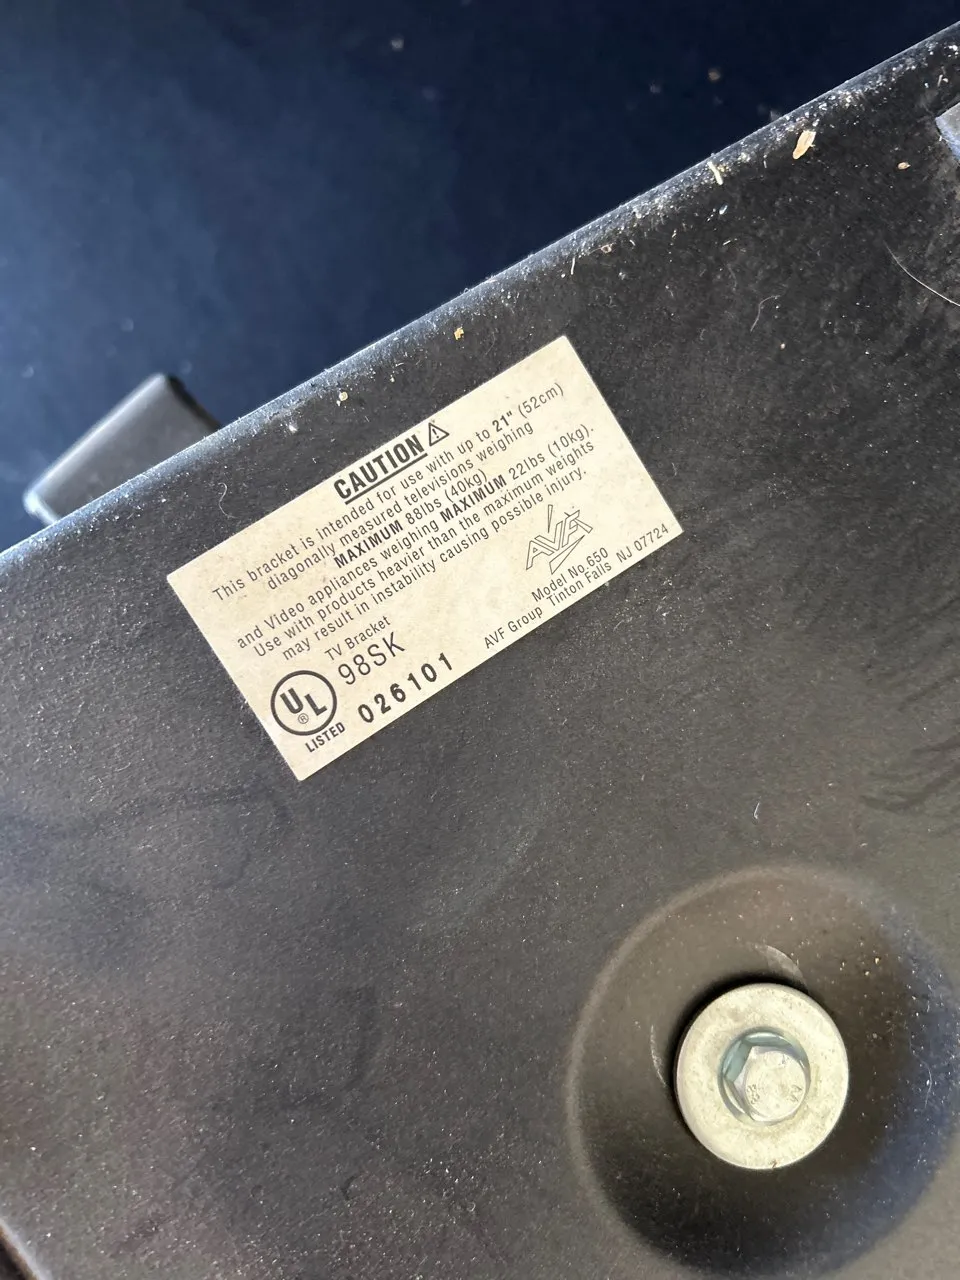 CAUTION
This bracket is intended for use with up to 21" (52cm)
diagonally measured televisions weighing
MAXIMUM 88lbs (40kg)
and Video appliances weighing MAXIMUM 22lbs (10kg).
Use with products heavier than the maximum weights
may result in instability causing possible injury.
AVF
Model No.650
AVF Group Tinton Falls NJ 07724
TV Bracket
98SK
UL
®
LISTED
026101